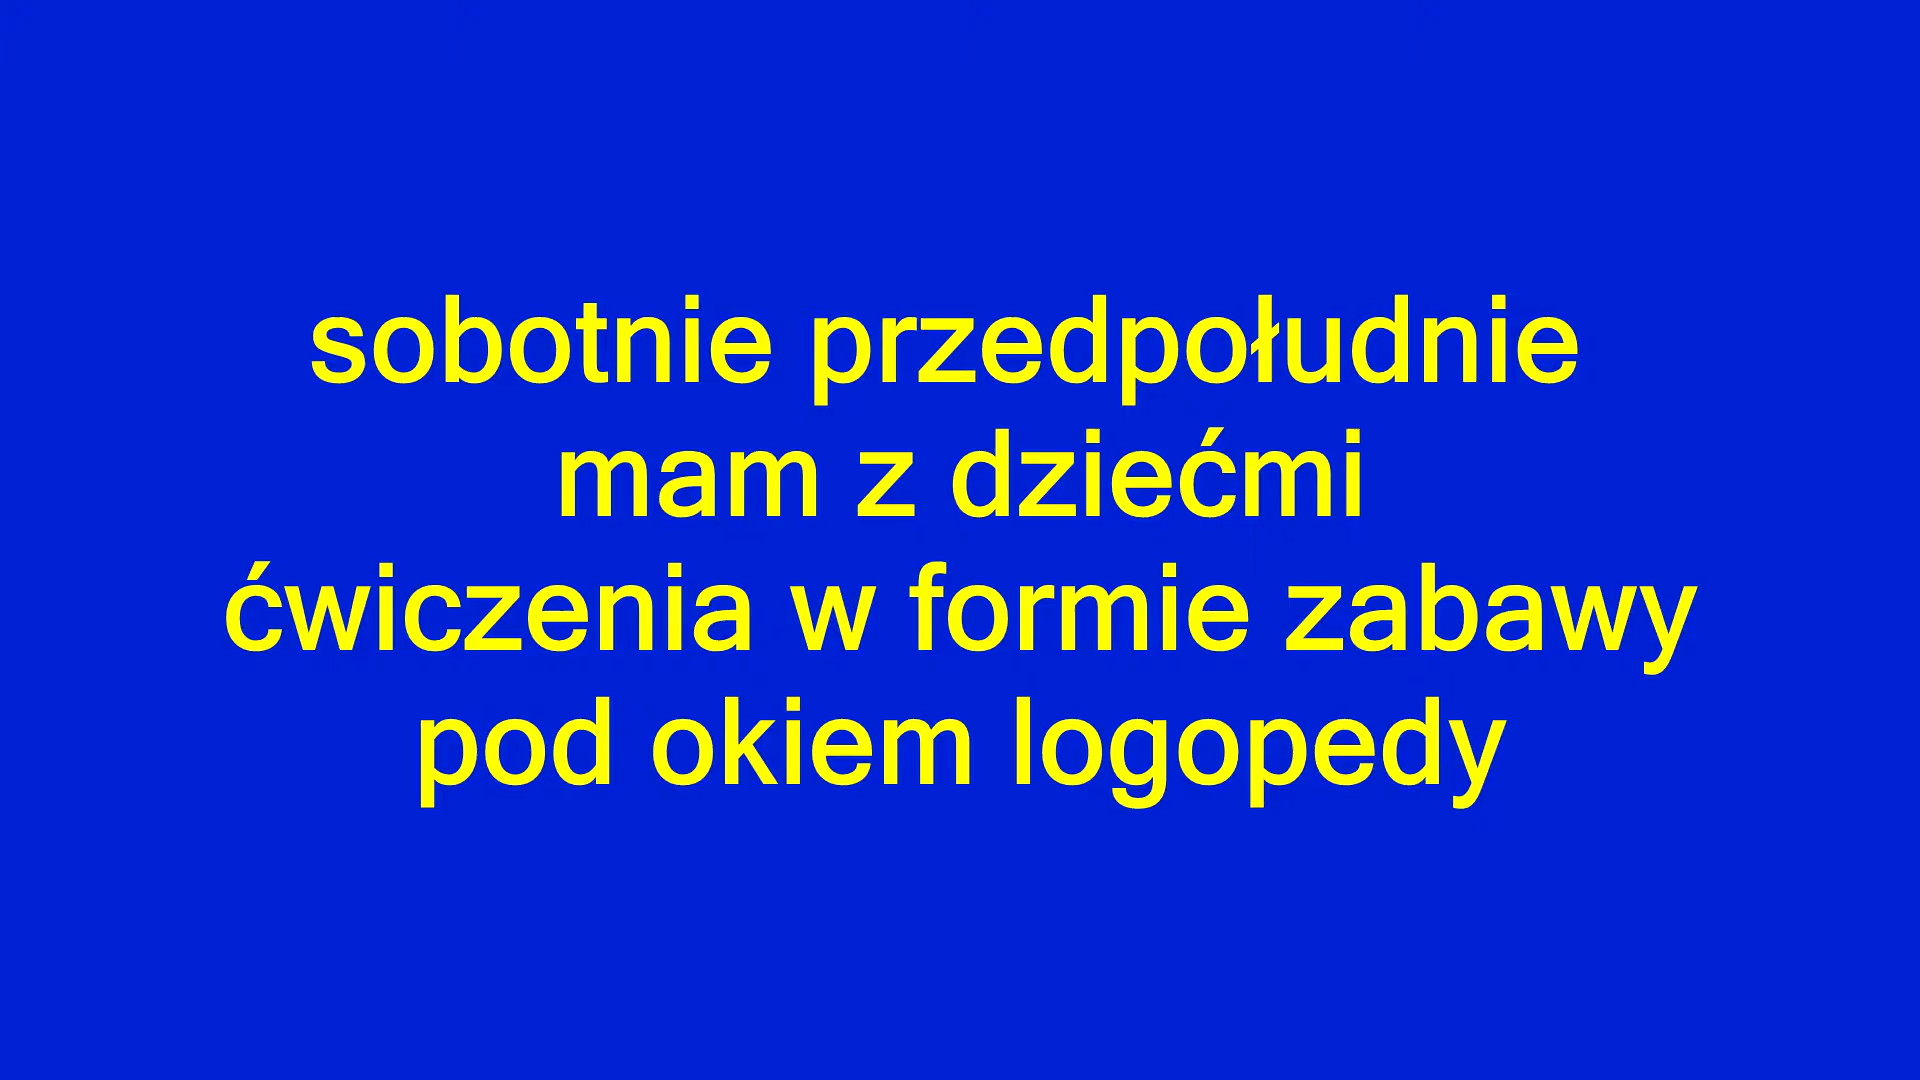 sobotnie przedpołudnie
mam z dziećmi
ćwiczenia w formie zabawy
pod okiem logopedy